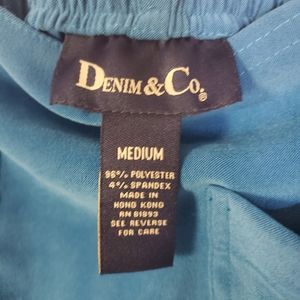 DENIM & Co.®
MEDIUM
96% POLYESTER
4% SPANDEX
MADE IN
HONG KONG
RN 81893
SEE REVERSE
FOR CARE